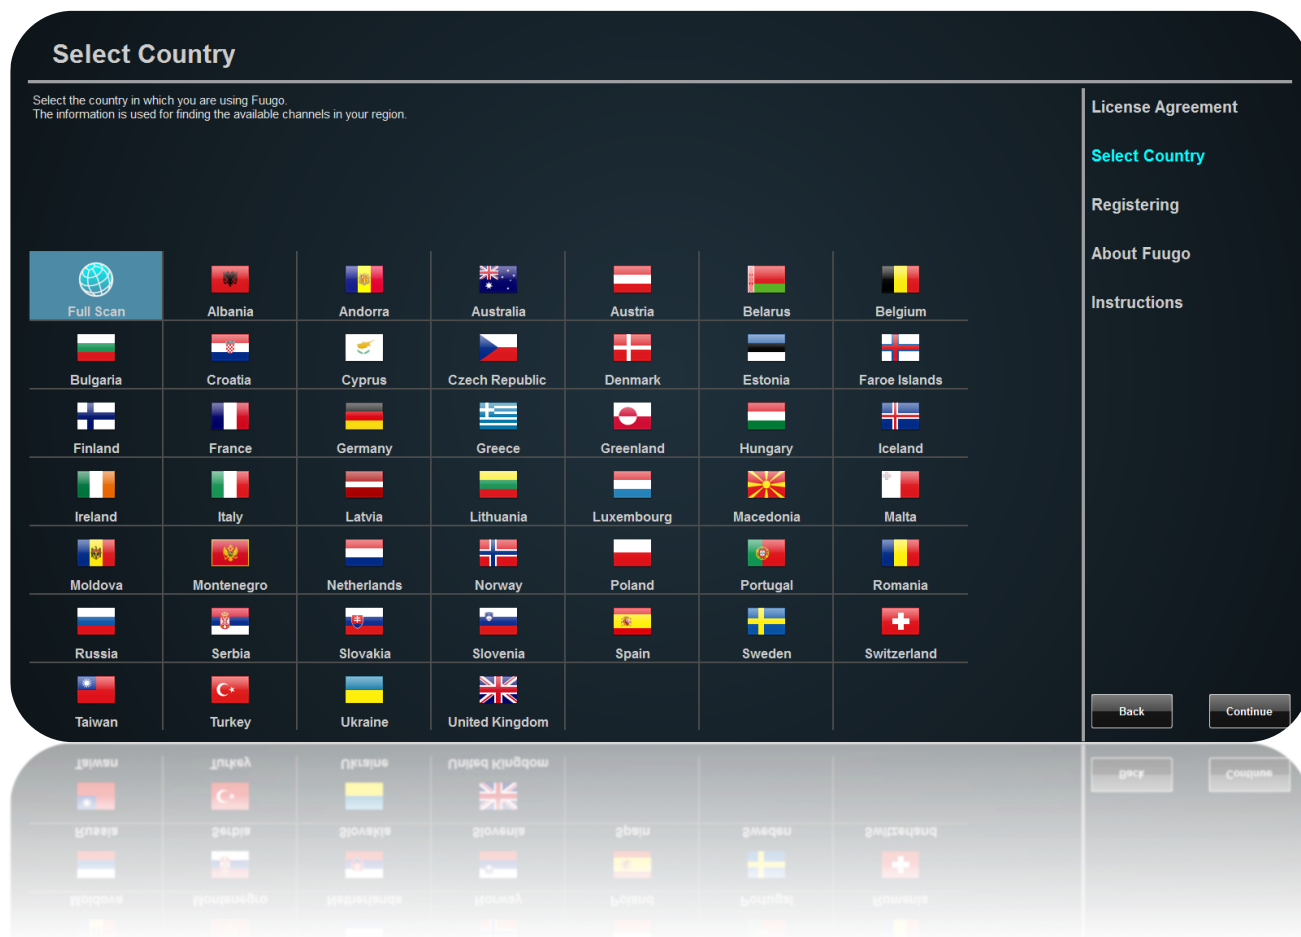 Select Country
Select the country in which you are using Fuugo.
The information is used for finding the available channels in your region.
License Agreement
Select Country
Registering
About Fuugo
Instructions
Full Scan
Albania
Andorra
Australia
Austria
Belarus
Belgium
Bulgaria
Croatia
Cyprus
Czech Republic
Denmark
Estonia
Faroe Islands
Finland
France
Germany
Greece
Greenland
Hungary
Iceland
Ireland
Italy
Latvia
Lithuania
Luxembourg
Macedonia
Malta
Moldova
Montenegro
Netherlands
Norway
Poland
Portugal
Romania
Russia
Serbia
Slovakia
Slovenia
Spain
Sweden
Switzerland
Taiwan
Turkey
Ukraine
United Kingdom
Back
Continue